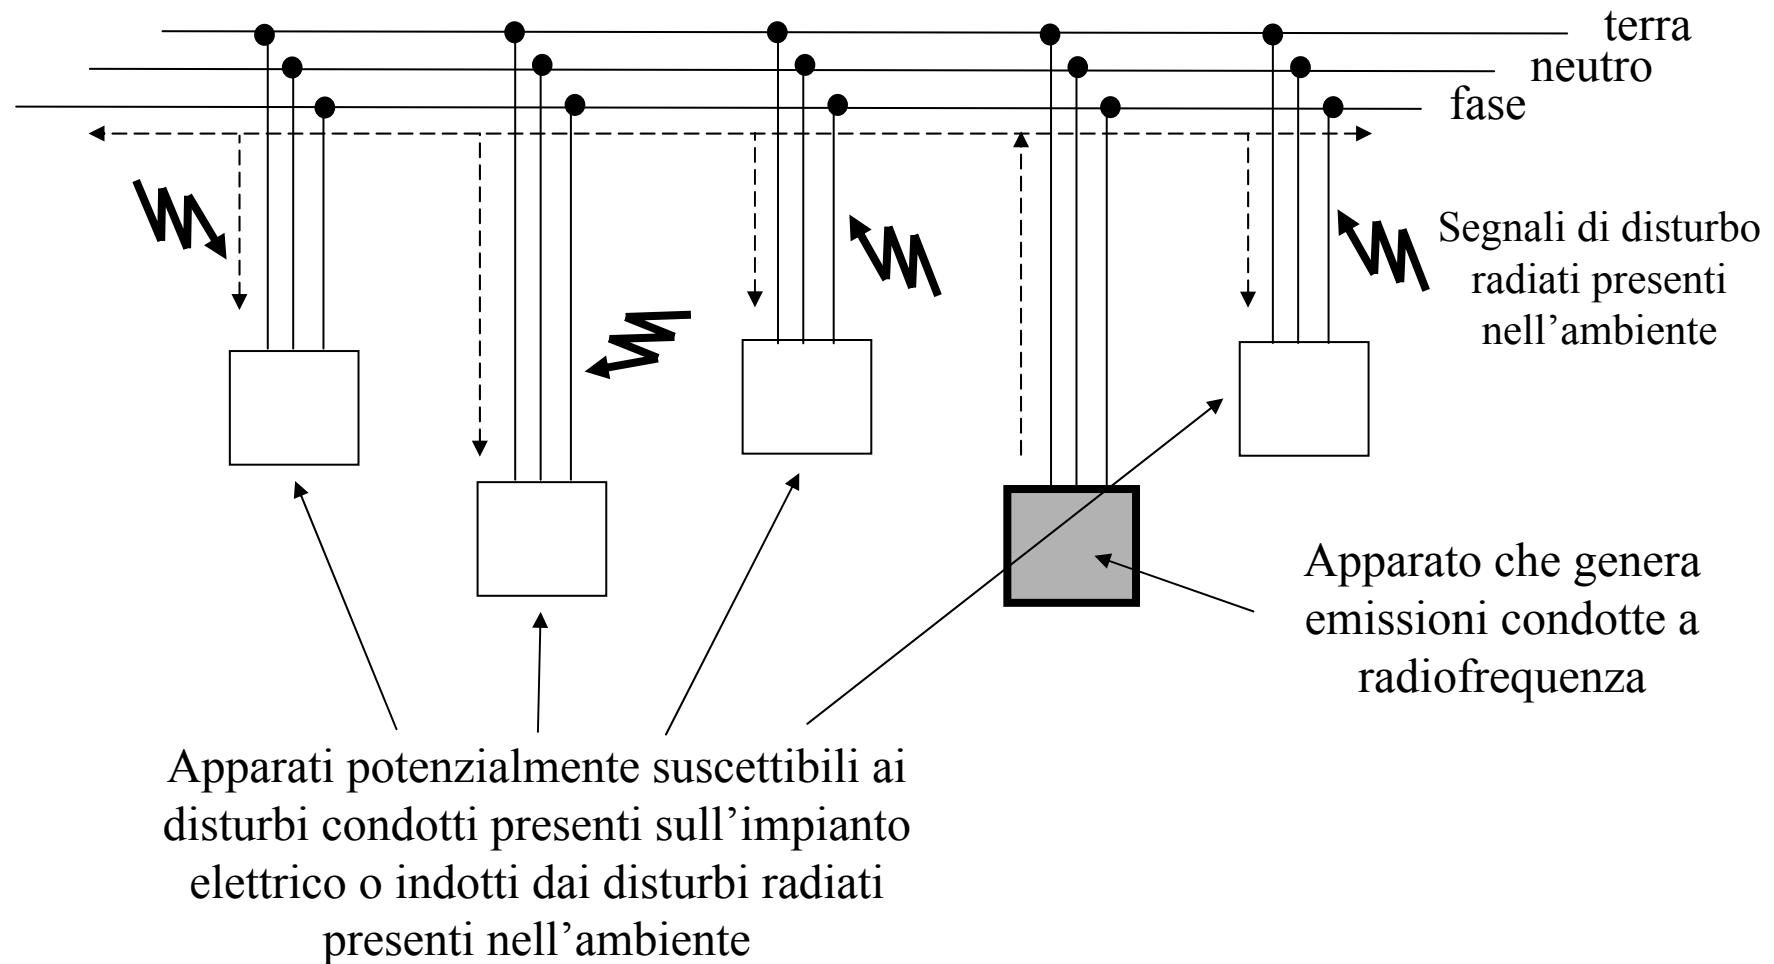 terra
neutro
fase
Segnali di disturbo
radiati presenti
nell’ambiente
Apparato che genera
emissioni condotte a
radiofrequenza
Apparati potenzialmente suscettibili ai
disturbi condotti presenti sull’impianto
elettrico o indotti dai disturbi radiati
presenti nell’ambiente